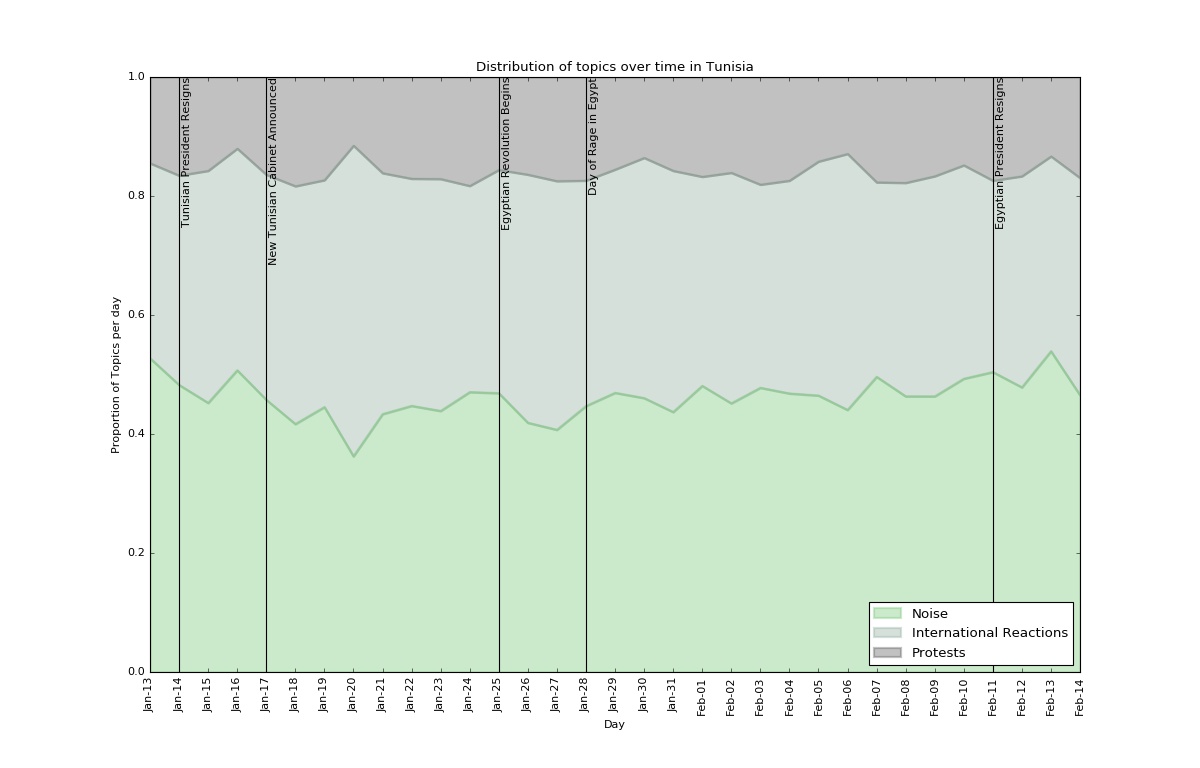 Distribution of topics over time in Tunisia
Proportion of Topics per day
1.0
0.8
0.6
0.4
0.2
0.0
Tunisian President Resigns
New Tunisian Cabinet Announced
Egyptian Revolution Begins
Day of Rage in Egypt
Egyptian President Resigns
Noise
International Reactions
Protests
Jan-13
Jan-14
Jan-15
Jan-16
Jan-17
Jan-18
Jan-19
Jan-20
Jan-21
Jan-22
Jan-23
Jan-24
Jan-25
Jan-26
Jan-27
Jan-28
Jan-29
Jan-30
Jan-31
Feb-01
Feb-02
Feb-03
Feb-04
Feb-05
Feb-06
Feb-07
Feb-08
Feb-09
Feb-10
Feb-11
Feb-12
Feb-13
Feb-14
Day